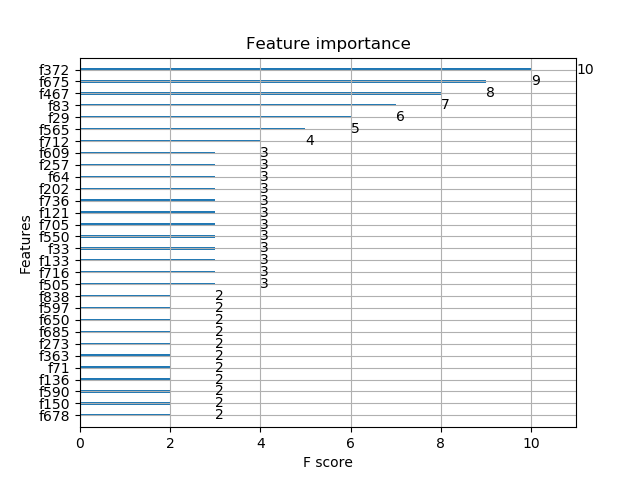 Feature importance
f372 10
f675 9
f467 8
f83 7
f29 6
f565 5
f712 4
f609 3
f257 3
f64 3
f202 3
f736 3
f121 3
f705 3
f550 3
f33 3
f133 3
f716 3
f505 3
f838 2
f597 2
f650 2
f685 2
f273 2
f363 2
f71 2
f136 2
f590 2
f150 2
f678 2
Features
0 2 4 6 8 10
F score